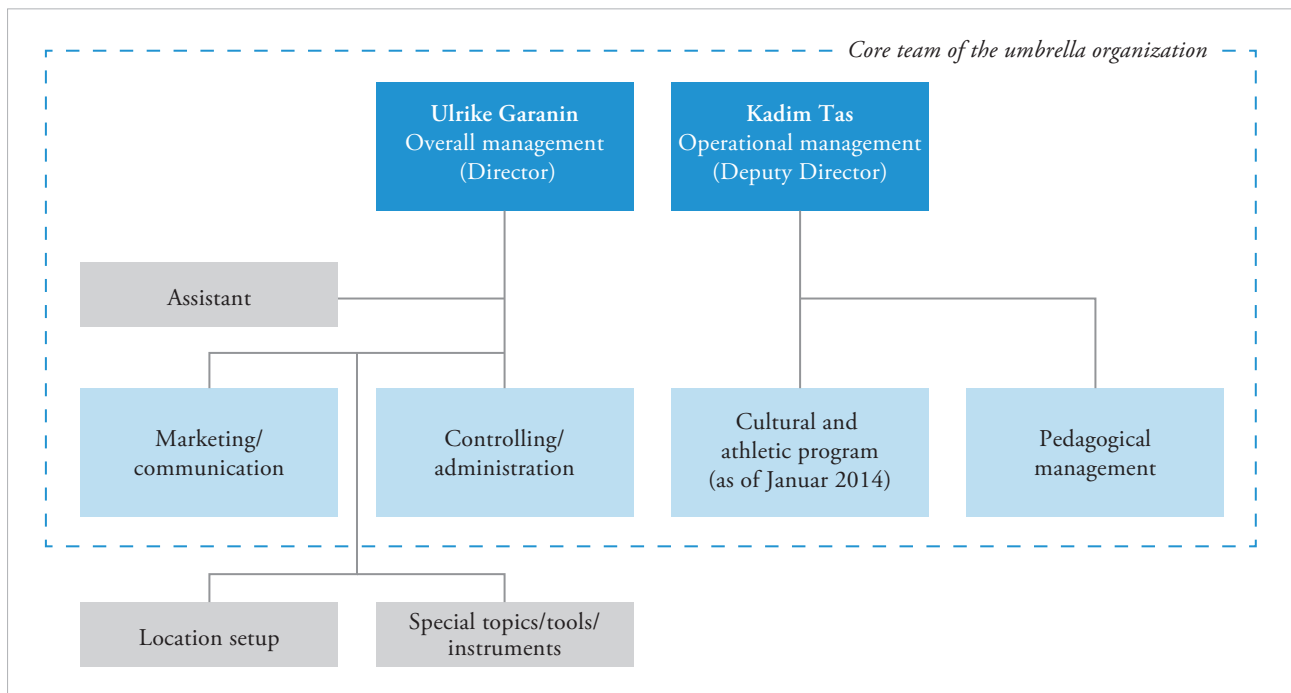 Core team of the umbrella organization
Ulrike Garanin
Overall management
(Director)
Kadim Tas
Operational management
(Deputy Director)
Assistant
Marketing/
communication
Controlling/
administration
Cultural and
athletic program
(as of Januar 2014)
Pedagogical
management
Location setup
Special topics/tools/
instruments